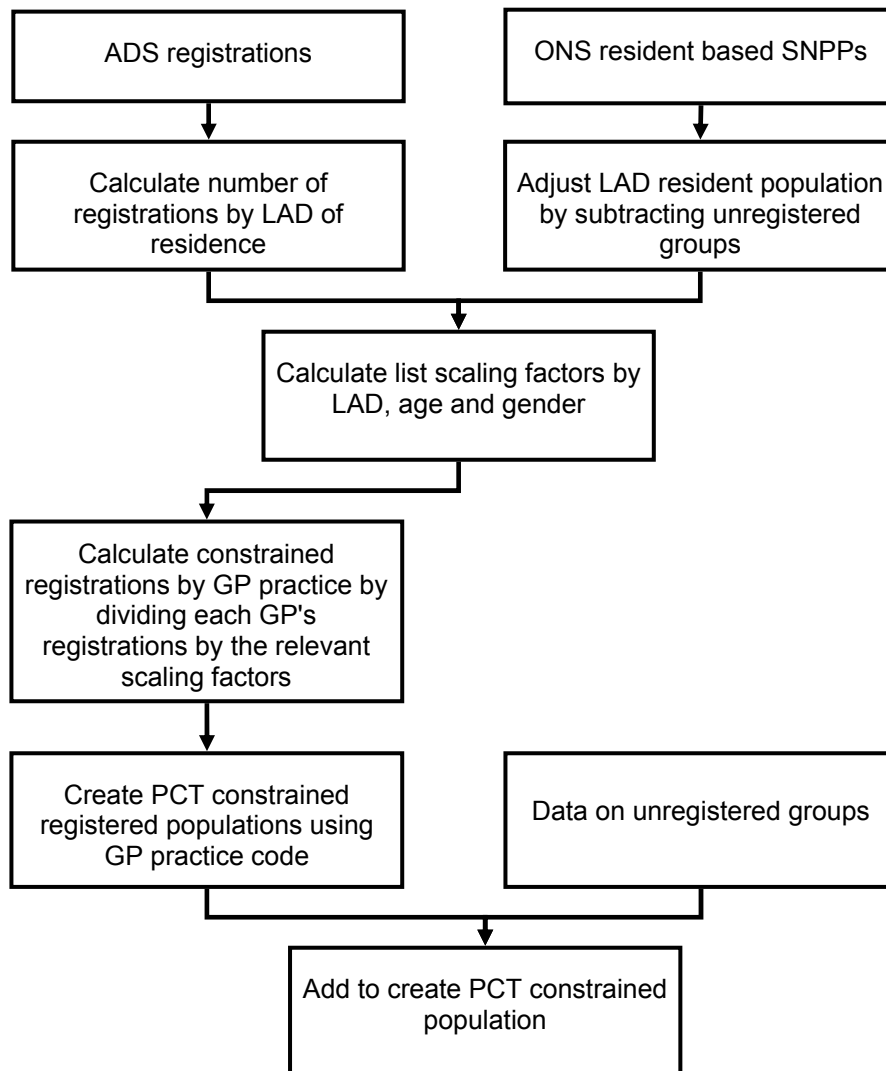 ADS registrations
ONS resident based SNPPs
Calculate number of
registrations by LAD of
residence
Adjust LAD resident population
by subtracting unregistered
groups
Calculate list scaling factors by
LAD, age and gender
Calculate constrained
registrations by GP practice by
dividing each GP's
registrations by the relevant
scaling factors
Create PCT constrained
registered populations using
GP practice code
Data on unregistered groups
Add to create PCT constrained
population